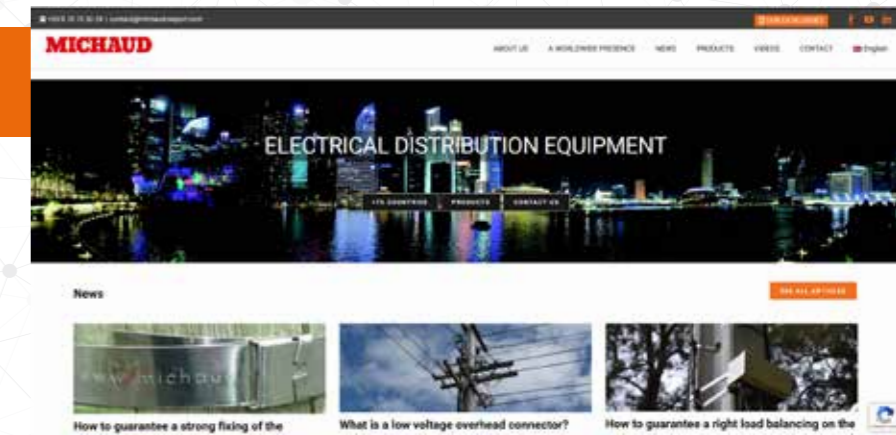 MICHAUD
ABOUT US A WORLDWIDE PRESENCE NEWS PRODUCTS VIDEOS CONTACT English
ELECTRICAL DISTRIBUTION EQUIPMENT
COUNTRIES PRODUCTS CONTACT US
News
SEE ALL ARTICLES
michaud
How to guarantee a strong fixing of the
What is a low voltage overhead connector?
How to guarantee a right load balancing on the